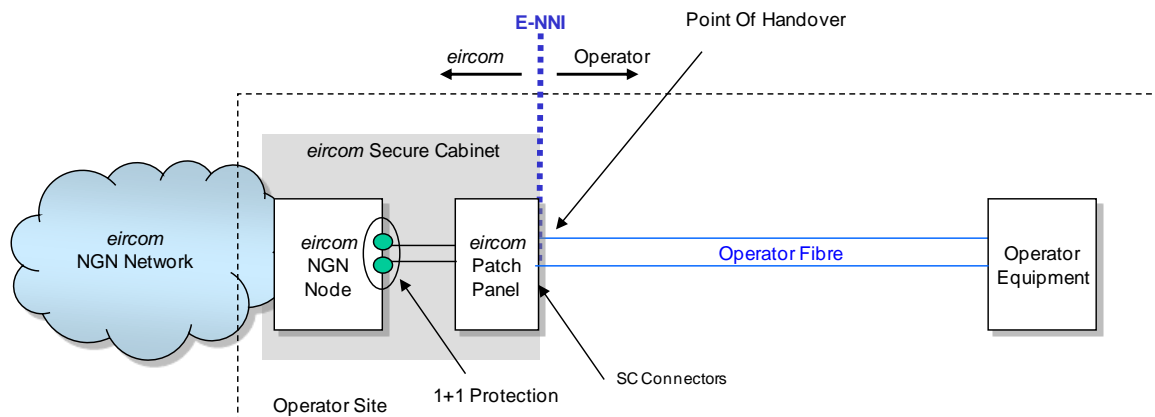 E-NNI
Point Of Handover
eircom
Operator
eircom Secure Cabinet
eircom
NGN Network
eircom
NGN
Node
eircom
Patch
Panel
Operator Fibre
Operator
Equipment
1+1 Protection
SC Connectors
Operator Site